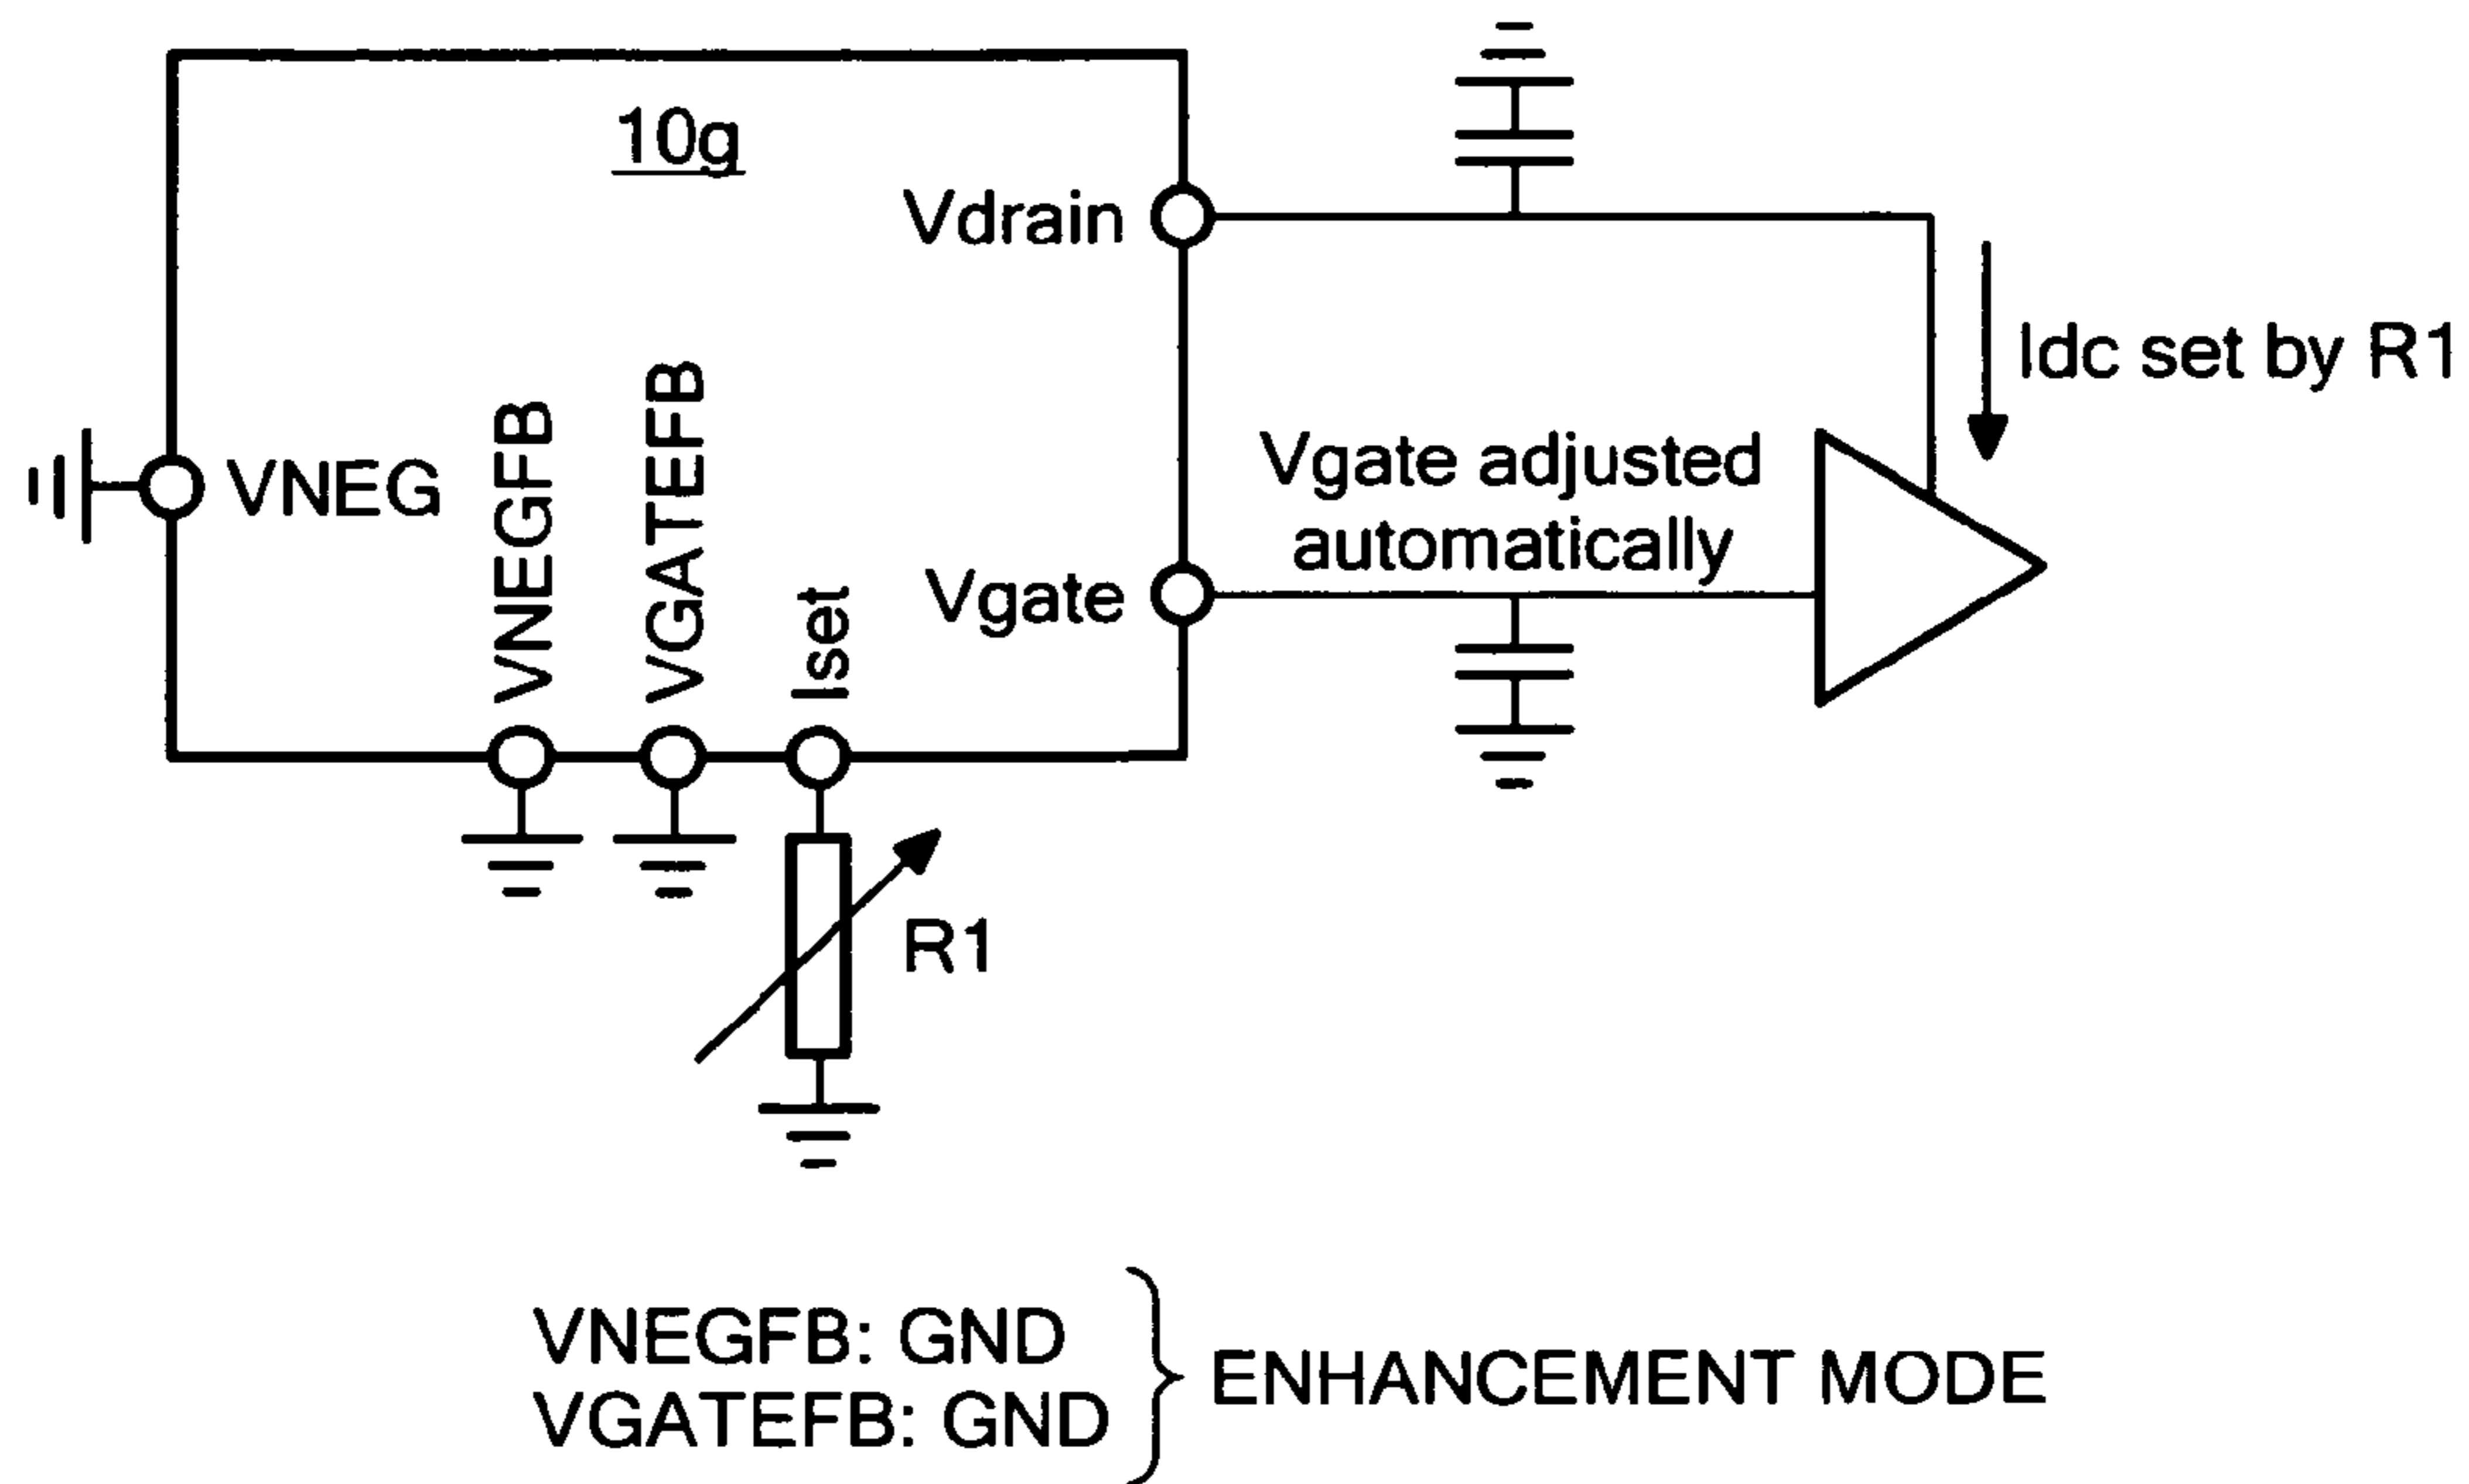 10g
Vdrain
Idc set by R1
VNEG
VNEGFB
VGATEFB
Iset
Vgate
Vgate adjusted
automatically
R1
VNEGFB: GND
VGATEFB: GND
ENHANCEMENT MODE